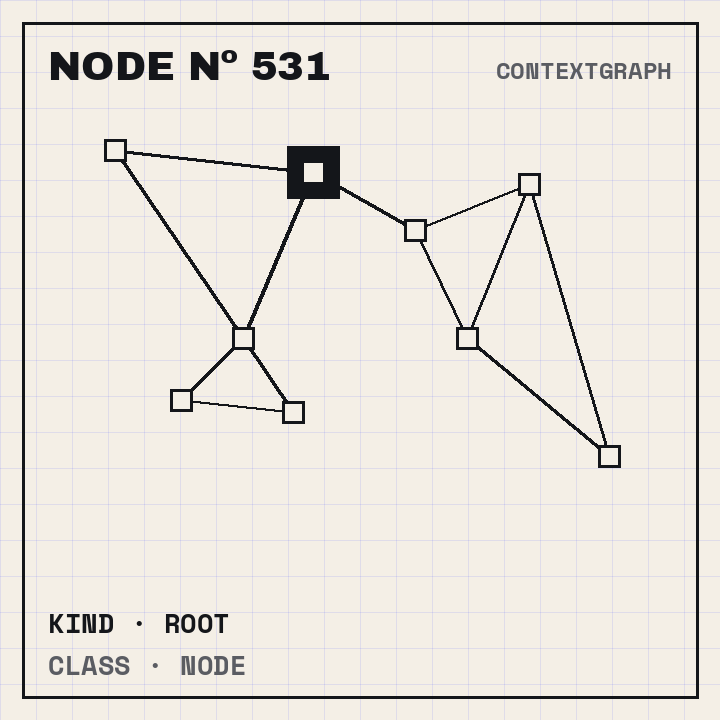 NODE Nº 531
CONTEXTGRAPH
KIND · ROOT
CLASS · NODE